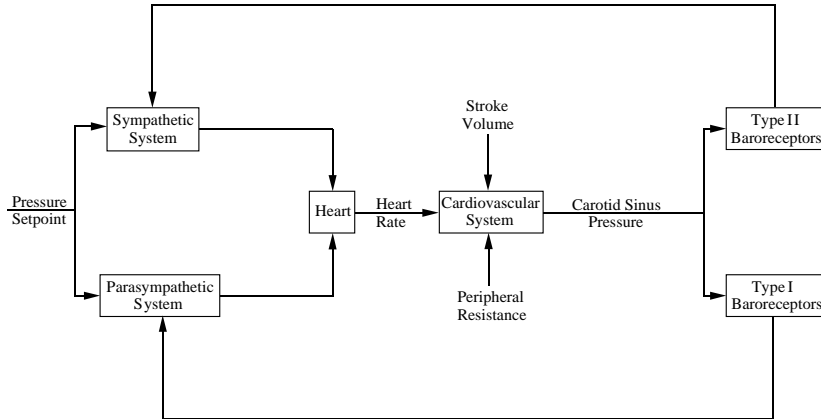 Sympathetic
System
Stroke
Volume
Type II
Baroreceptors
Pressure
Setpoint
Heart
Heart
Rate
Cardiovascular
System
Carotid Sinus
Pressure
Parasympathetic
System
Peripheral
Resistance
Type I
Baroreceptors